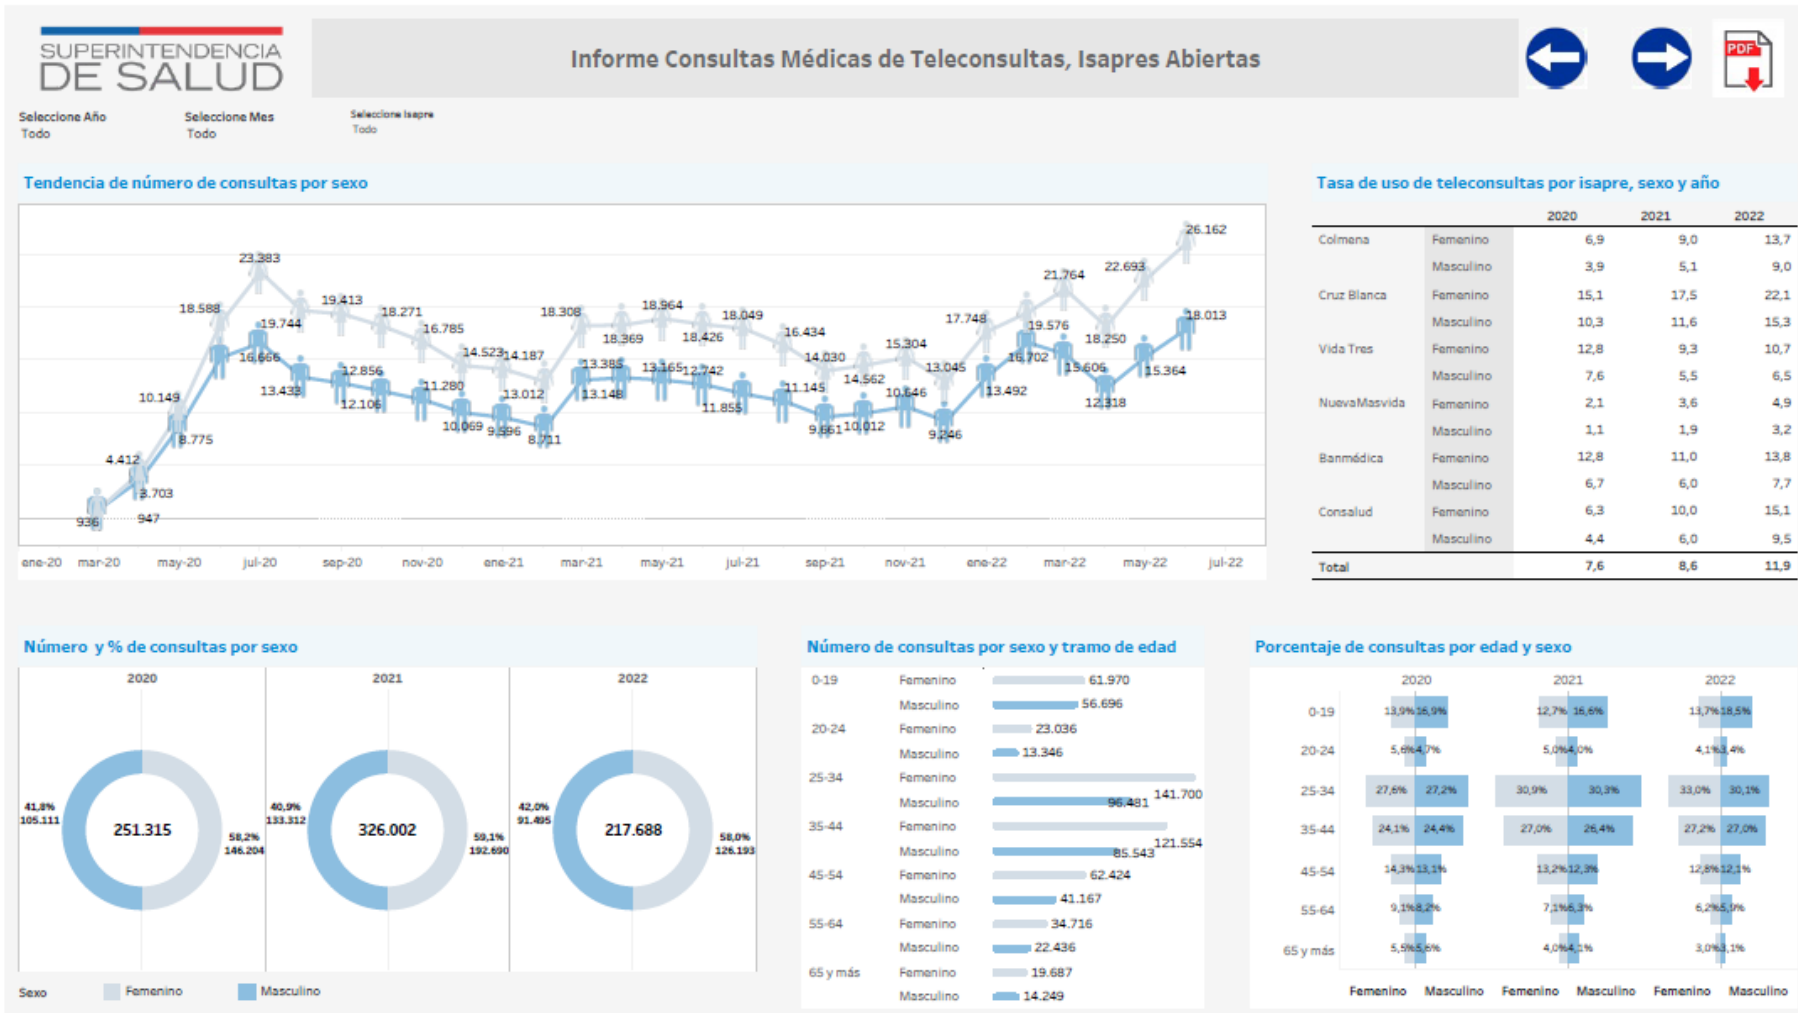 SUPERINTENDENCIA
DE SALUD
Informe Consultas Médicas de Teleconsultas, Isapres Abiertas
PDF
Seleccione Año
Todo
Seleccione Mes
Todo
Seleccione Isapre
Todo
Tendencia de número de consultas por sexo
26.162
23.383
21.764
22.693
18.588
19.413
18.271
16.785
18.308
18.964
18.049
16.434
17.748
19.576
18.013
19.744
18.369
18.426
15.304
18.250
16.666
14.523
14.187
14.030
14.562
13.045
16.702
15.606
15.364
13.433
12.856
12.106
11.280
13.012
13.385
13.148
13.165
12.742
11.855
11.145
10.646
13.492
12.318
10.149
8.775
10.069
9.596
8.711
9.661
10.012
9.246
4.412
3.703
936
947
ene-20 mar-20 may-20 jul-20 sep-20 nov-20 ene-21 mar-21 may-21 jul-21 sep-21 nov-21 ene-22 mar-22 may-22 jul-22
Tasa de uso de teleconsultas por isapre, sexo y año
2020 2021 2022
Colmena Femenino 6,9 9,0 13,7
Masculino 3,9 5,1 9,0
Cruz Blanca Femenino 15,1 17,5 22,1
Masculino 10,3 11,6 15,3
Vida Tres Femenino 12,8 9,3 10,7
Masculino 7,6 5,5 6,5
NuevaMasvida Femenino 2,1 3,6 4,9
Masculino 1,1 1,9 3,2
Banmédica Femenino 12,8 11,0 13,8
Masculino 6,7 6,0 7,7
Consalud Femenino 6,3 10,0 15,1
Masculino 4,4 6,0 9,5
Total 7,6 8,6 11,9
Número y % de consultas por sexo
2020 2021 2022
41,8%
105.111
251.315
58,2%
146.204
40,9%
133.312
326.002
59,1%
192.690
42,0%
91.495
217.688
58,0%
126.193
Sexo Femenino Masculino
Número de consultas por sexo y tramo de edad
0-19 Femenino 61.970
Masculino 56.696
20-24 Femenino 23.036
Masculino 13.346
25-34 Femenino 141.700
Masculino 96.481
35-44 Femenino 121.554
Masculino 85.543
45-54 Femenino 62.424
Masculino 41.167
55-64 Femenino 34.716
Masculino 22.436
65 y más Femenino 19.687
Masculino 14.249
Porcentaje de consultas por edad y sexo
2020 2021 2022
0-19 13,9% 16,9% 12,7% 16,6% 13,7% 18,5%
20-24 5,6% 4,7% 5,0% 4,0% 4,1% 3,4%
25-34 27,6% 27,2% 30,9% 30,3% 33,0% 30,1%
35-44 24,1% 24,4% 27,0% 26,4% 27,2% 27,0%
45-54 14,3% 13,1% 13,2% 12,3% 12,8% 12,1%
55-64 9,1% 8,2% 7,1% 6,3% 6,2% 5,9%
65 y más 5,5% 5,6% 4,0% 4,1% 3,0% 3,1%
Femenino Masculino Femenino Masculino Femenino Masculino